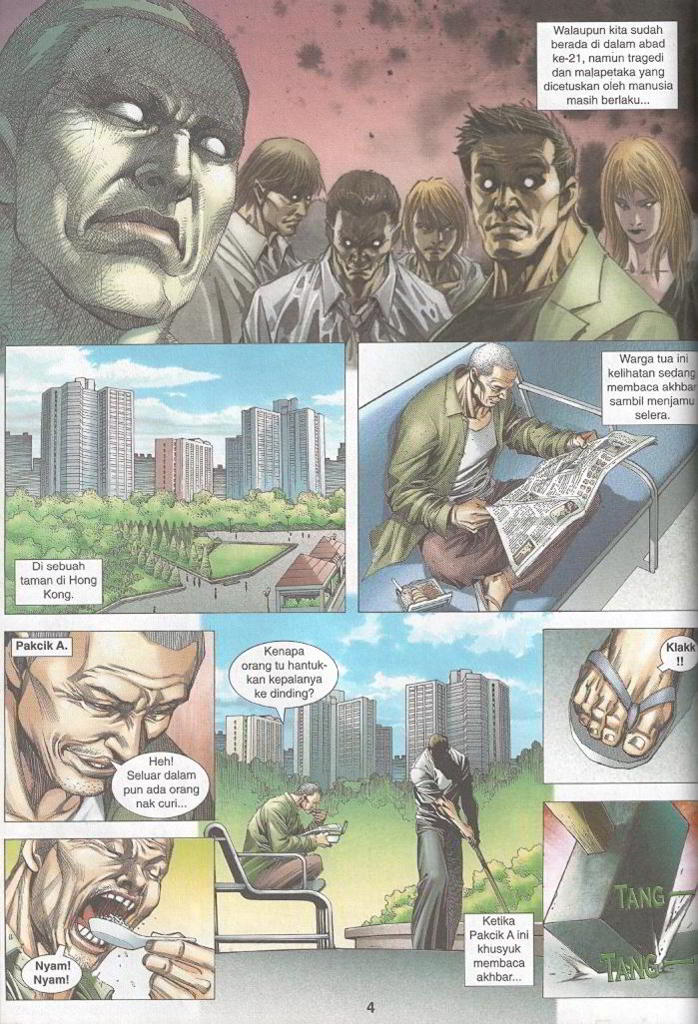 Walaupun kita sudah
berada di dalam abad
ke-21, namun tragedi
dan malapetaka yang
dicetuskan oleh manusia
masih berlaku...
Di sebuah
taman di Hong
Kong.
Warga tua ini
kelihatan sedang
membaca akhbar
sambil menjamu
selera.
Pakcik A.
Heh!
Seluar dalam
pun ada orang
nak curi...
Kenapa
orang tu hantuk-
kan kepalanya
ke dinding?
Klakk
!!
Nyam!
Nyam!
Ketika
Pakcik A ini
khusyuk
membaca
akhbar...
TANG
TANG
4